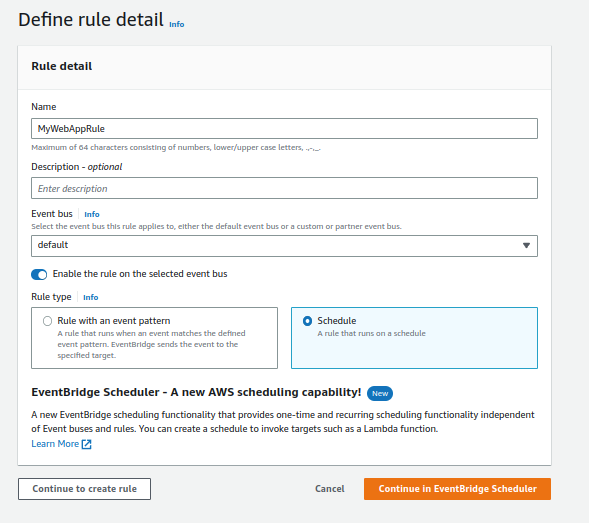 Define rule detail Info
Rule detail
Name
MyWebAppRule
Maximum of 64 characters consisting of numbers, lower/upper case letters, .,-,_.
Description - optional
Enter description
Event bus Info
Select the event bus this rule applies to, either the default event bus or a custom or partner event bus.
default
Enable the rule on the selected event bus
Rule type Info
Rule with an event pattern
A rule that runs when an event matches the defined
event pattern. EventBridge sends the event to the
specified target.
Schedule
A rule that runs on a schedule
EventBridge Scheduler - A new AWS scheduling capability! New
A new EventBridge scheduling functionality that provides one-time and recurring scheduling functionality independent
of Event buses and rules. You can create a schedule to invoke targets such as a Lambda function.
Learn More
Continue to create rule Cancel Continue in EventBridge Scheduler